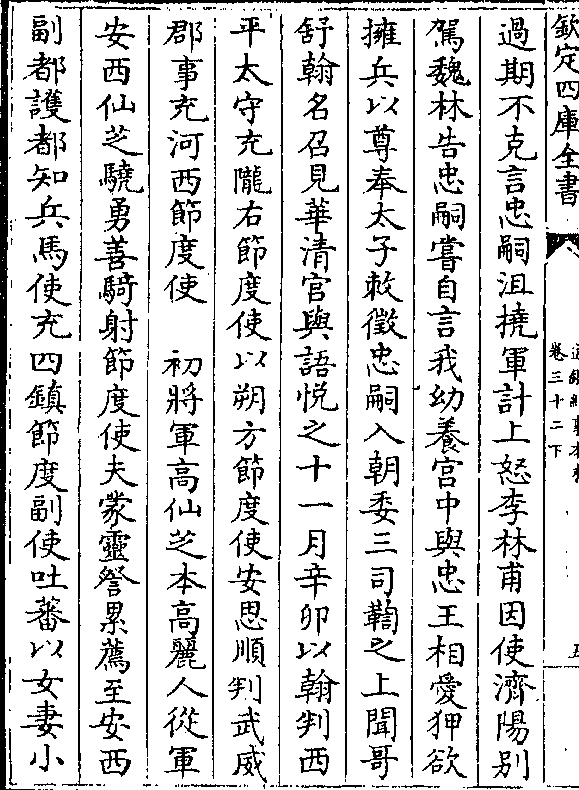 欽定四庫全書
卷三十二下
過期不克言忠嗣沮撓軍計上怒李林甫因使濟陽别
駕魏林告忠嗣嘗自言我幼養宫中與忠王相愛狎欲
擁兵以尊奉太子敕徵忠嗣入朝委三司鞫之上聞哥
舒翰名召見華清宫與語悦之十一月辛卯以翰判西
平太守充隴右節度使以朔方節度使安思順判武威
郡事充河西節度使　初將軍高仙芝本高麗人從軍
安西仙芝驍勇善騎射節度使夫蒙靈詧累薦至安西
副都護都知兵馬使充四鎮節度副使吐蕃以女妻小